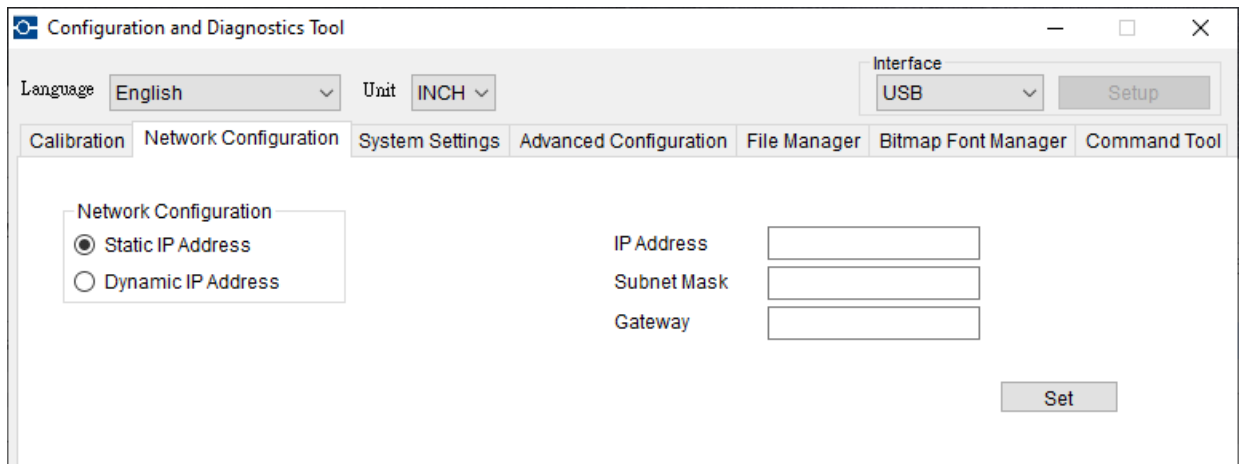 Configuration and Diagnostics Tool
Interface
Language English Unit INCH USB Setup
Calibration Network Configuration System Settings Advanced Configuration File Manager Bitmap Font Manager Command Tool
Network Configuration
Static IP Address
Dynamic IP Address
IP Address
Subnet Mask
Gateway
Set